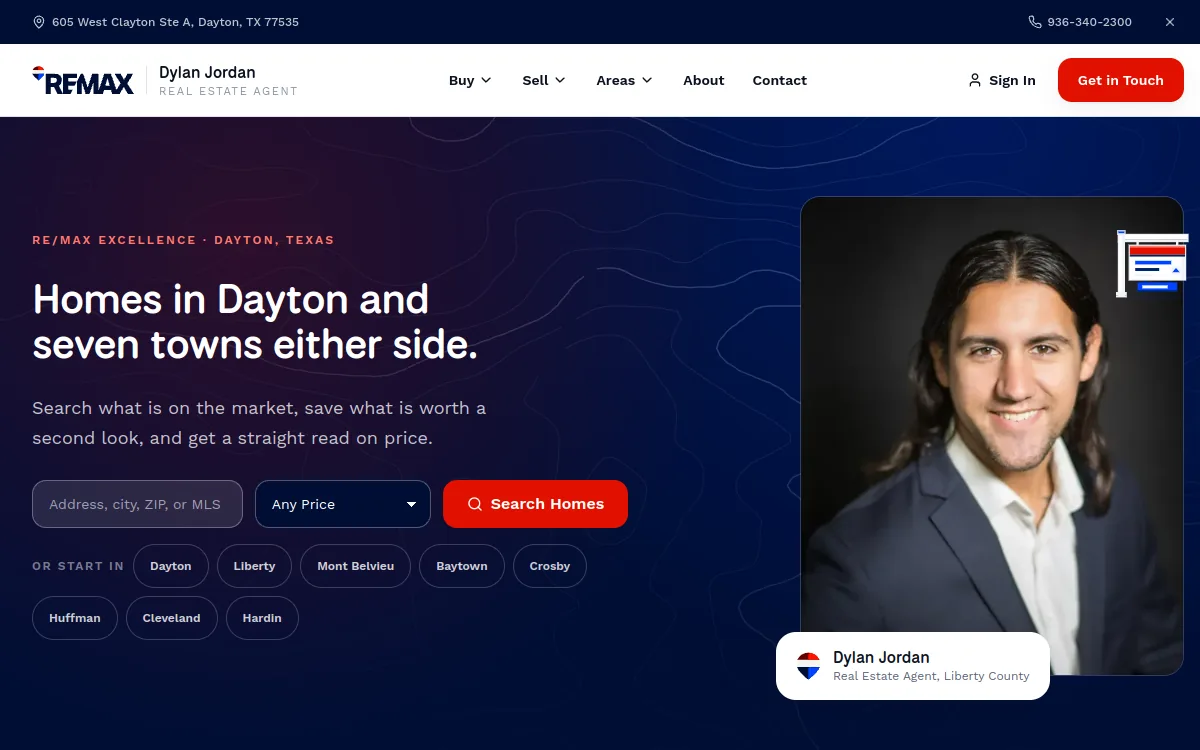 605 West Clayton Ste A, Dayton, TX 77535
936-340-2300
RE/MAX
Dylan Jordan
REAL ESTATE AGENT
Buy
Sell
Areas
About
Contact
Sign In
Get in Touch
RE/MAX EXCELLENCE · DAYTON, TEXAS
Homes in Dayton and
seven towns either side.
Search what is on the market, save what is worth a
second look, and get a straight read on price.
Address, city, ZIP, or MLS
Any Price
Search Homes
OR START IN
Dayton
Liberty
Mont Belvieu
Baytown
Crosby
Huffman
Cleveland
Hardin
Dylan Jordan
Real Estate Agent, Liberty County